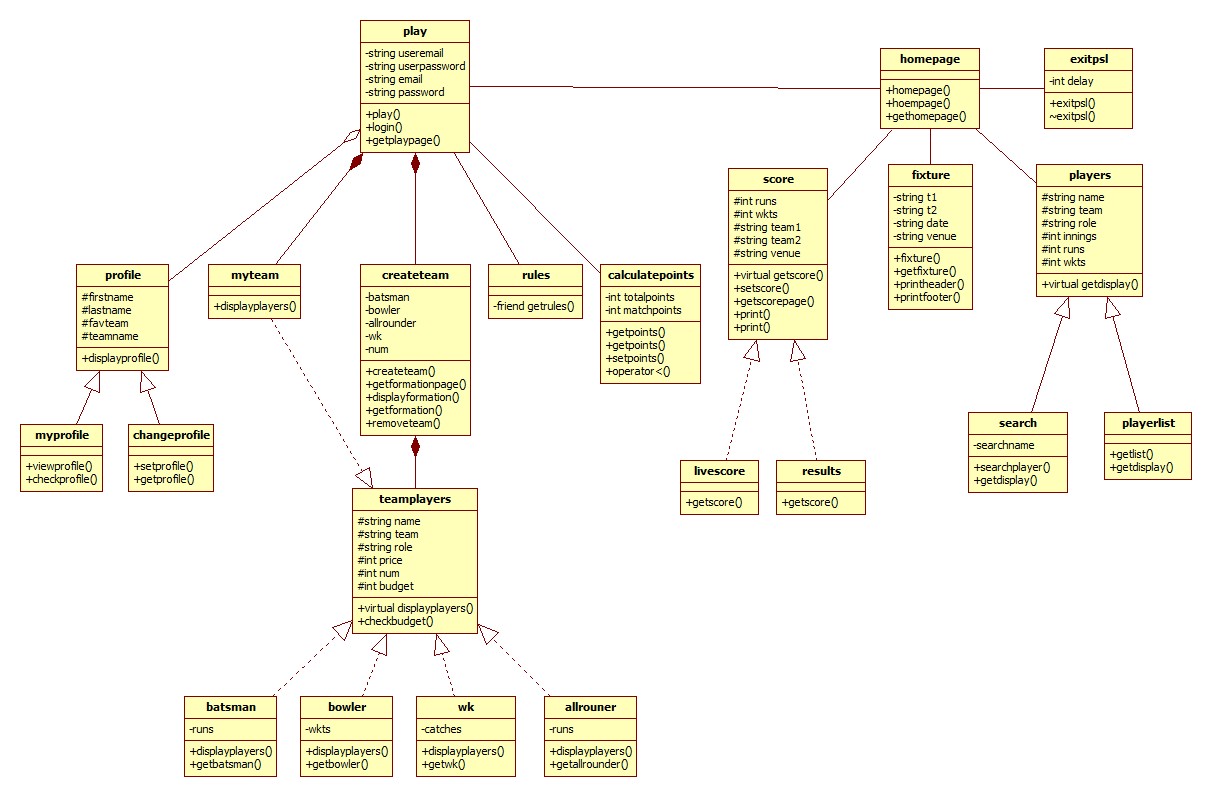 play
-string useremail
-string userpassword
-string email
-string password
+play()
+login()
+getplaypage()
homepage
+homepage()
+hoempage()
+gethomepage()
exitpsl
-int delay
+exitpsl()
~exitpsl()
score
#int runs
#int wkts
#string team1
#string team2
#string venue
+virtual getscore()
+setscore()
+getscorepage()
+print()
+print()
fixture
-string t1
-string t2
-string date
-string venue
+fixture()
+getfixture()
+printheader()
+printfooter()
players
#string name
#string team
#string role
#int innings
#int runs
#int wkts
+virtual getdisplay()
profile
#firstname
#lastname
#favteam
#teamname
+displayprofile()
myteam
+displayplayers()
createteam
-batsman
-bowler
-allrounder
-wk
-num
+createteam()
+getformationpage()
+displayformation()
+getformation()
+removeteam()
rules
-friend getrules()
calculatepoints
-int totalpoints
-int matchpoints
+getpoints()
+getpoints()
+setpoints()
+operator<()
myprofile
+viewprofile()
+checkprofile()
changeprofile
+setprofile()
+getprofile()
search
-searchname
+searchplayer()
+getdisplay()
playerlist
+getlist()
+getdisplay()
livescore
+getscore()
results
+getscore()
teamplayers
#string name
#string team
#string role
#int price
#int num
#int budget
+virtual displayplayers()
+checkbudget()
batsman
-runs
+displayplayers()
+getbatsman()
bowler
-wkts
+displayplayers()
+getbowler()
wk
-catches
+displayplayers()
+getwk()
allrouner
-runs
+displayplayers()
+getallrounder()